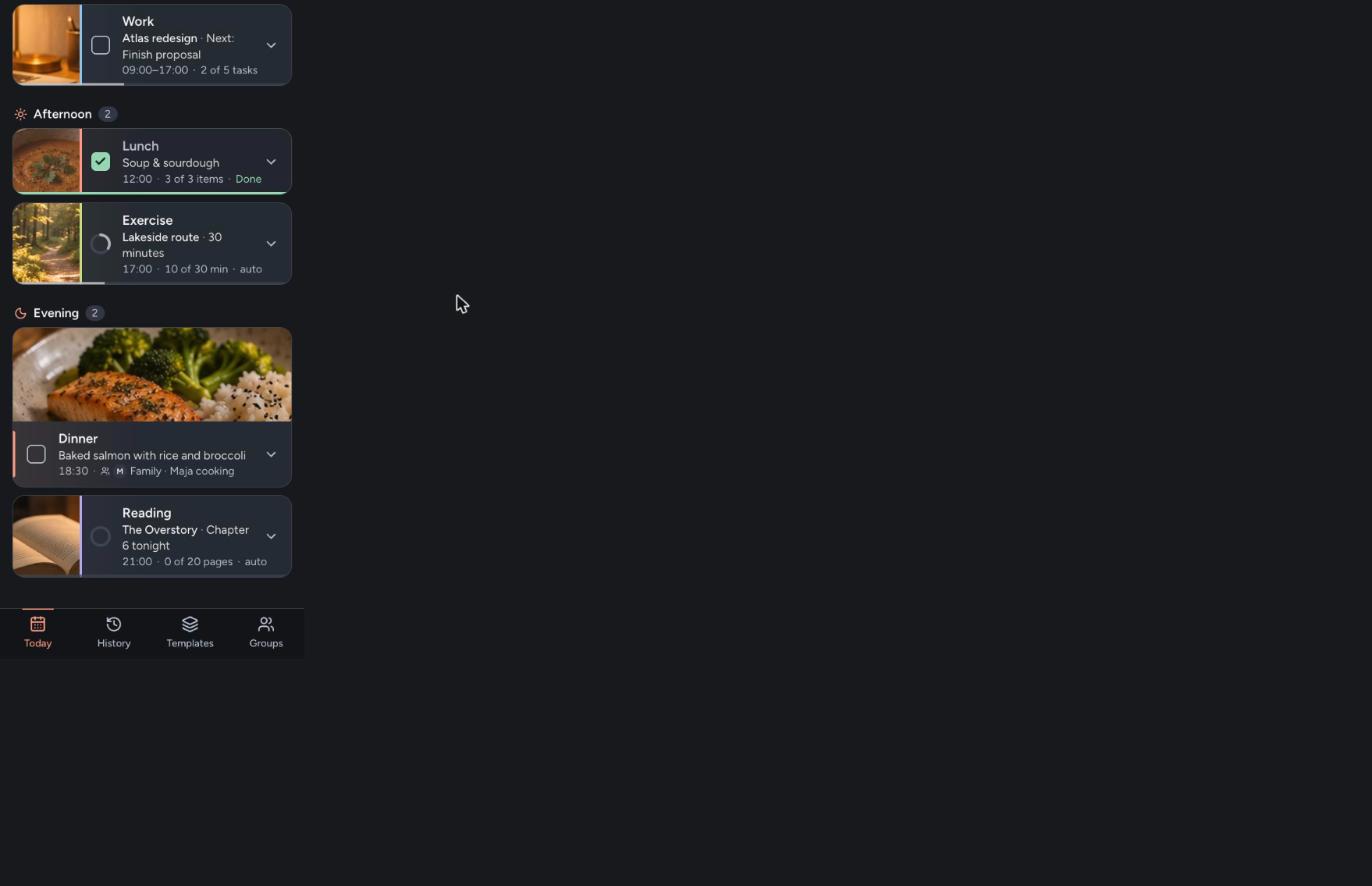 Work
Atlas redesign · Next:
Finish proposal
09:00–17:00 · 2 of 5 tasks
Afternoon 2
Lunch
Soup & sourdough
12:00 · 3 of 3 items · Done
Exercise
Lakeside route · 30
minutes
17:00 · 10 of 30 min · auto
Evening 2
Dinner
Baked salmon with rice and broccoli
18:30 · M Family · Maja cooking
Reading
The Overstory · Chapter
6 tonight
21:00 · 0 of 20 pages · auto
Today History Templates Groups